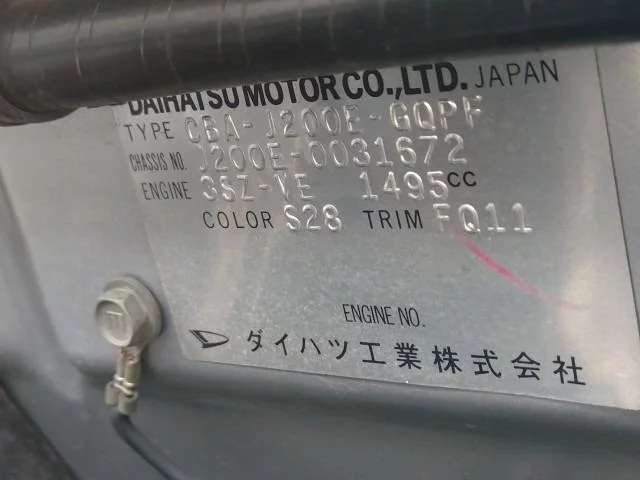 DAIHATSU MOTOR CO.,LTD. JAPAN
TYPE CBA-J200E-GQPF
CHASSIS NO. J200E-0031672
ENGINE 3SZ-VE 1495cc
COLOR S28 TRIM FQ11
ENGINE NO.
ダイハツ工業株式会社